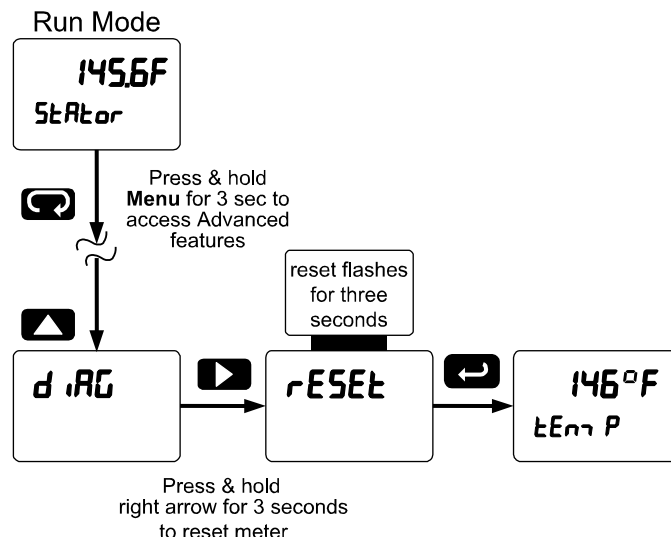 Run Mode
145.6F
StAtor
Press & hold
Menu for 3 sec to
access Advanced
features
reset flashes
for three
seconds
diAG
rESEt
146°F
tEmP
Press & hold
right arrow for 3 seconds
to reset meter